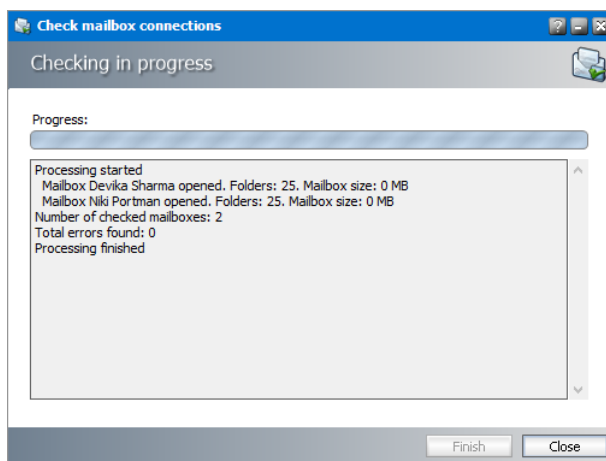 Check mailbox connections
Checking in progress
Progress:
Processing started
Mailbox Devika Sharma opened. Folders: 25. Mailbox size: 0 MB
Mailbox Niki Portman opened. Folders: 25. Mailbox size: 0 MB
Number of checked mailboxes: 2
Total errors found: 0
Processing finished
Finish Close